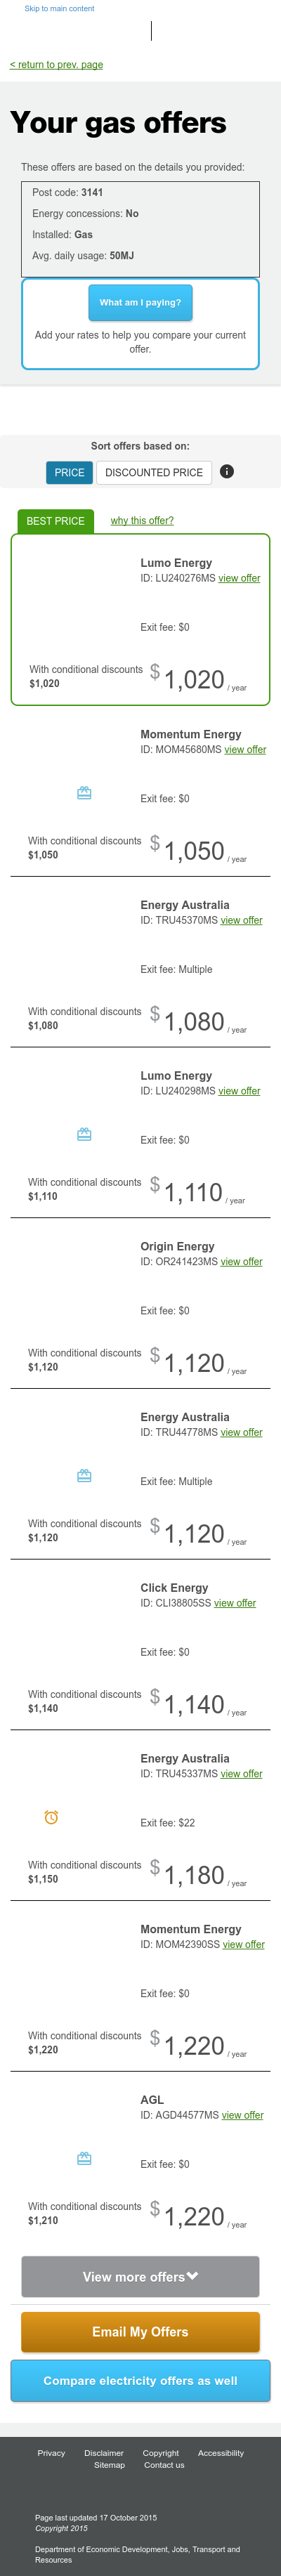 Skip to main content
< return to prev. page
Your gas offers
These offers are based on the details you provided:
Post code: 3141
Energy concessions: No
Installed: Gas
Avg. daily usage: 50MJ
What am I paying?
Add your rates to help you compare your current
offer.
Sort offers based on:
PRICE DISCOUNTED PRICE
BEST PRICE why this offer?
Lumo Energy
ID: LU240276MS view offer
Exit fee: $0
With conditional discounts
$1,020
$ 1,020 / year
Momentum Energy
ID: MOM45680MS view offer
Exit fee: $0
With conditional discounts
$1,050
$ 1,050 / year
Energy Australia
ID: TRU45370MS view offer
Exit fee: Multiple
With conditional discounts
$1,080
$ 1,080 / year
Lumo Energy
ID: LU240298MS view offer
Exit fee: $0
With conditional discounts
$1,110
$ 1,110 / year
Origin Energy
ID: OR241423MS view offer
Exit fee: $0
With conditional discounts
$1,120
$ 1,120 / year
Energy Australia
ID: TRU44778MS view offer
Exit fee: Multiple
With conditional discounts
$1,120
$ 1,120 / year
Click Energy
ID: CLI38805SS view offer
Exit fee: $0
With conditional discounts
$1,140
$ 1,140 / year
Energy Australia
ID: TRU45337MS view offer
Exit fee: $22
With conditional discounts
$1,150
$ 1,180 / year
Momentum Energy
ID: MOM42390SS view offer
Exit fee: $0
With conditional discounts
$1,220
$ 1,220 / year
AGL
ID: AGD44577MS view offer
Exit fee: $0
With conditional discounts
$1,210
$ 1,220 / year
View more offers
Email My Offers
Compare electricity offers as well
Privacy Disclaimer Copyright Accessibility
Sitemap Contact us
Page last updated 17 October 2015
Copyright 2015
Department of Economic Development, Jobs, Transport and
Resources